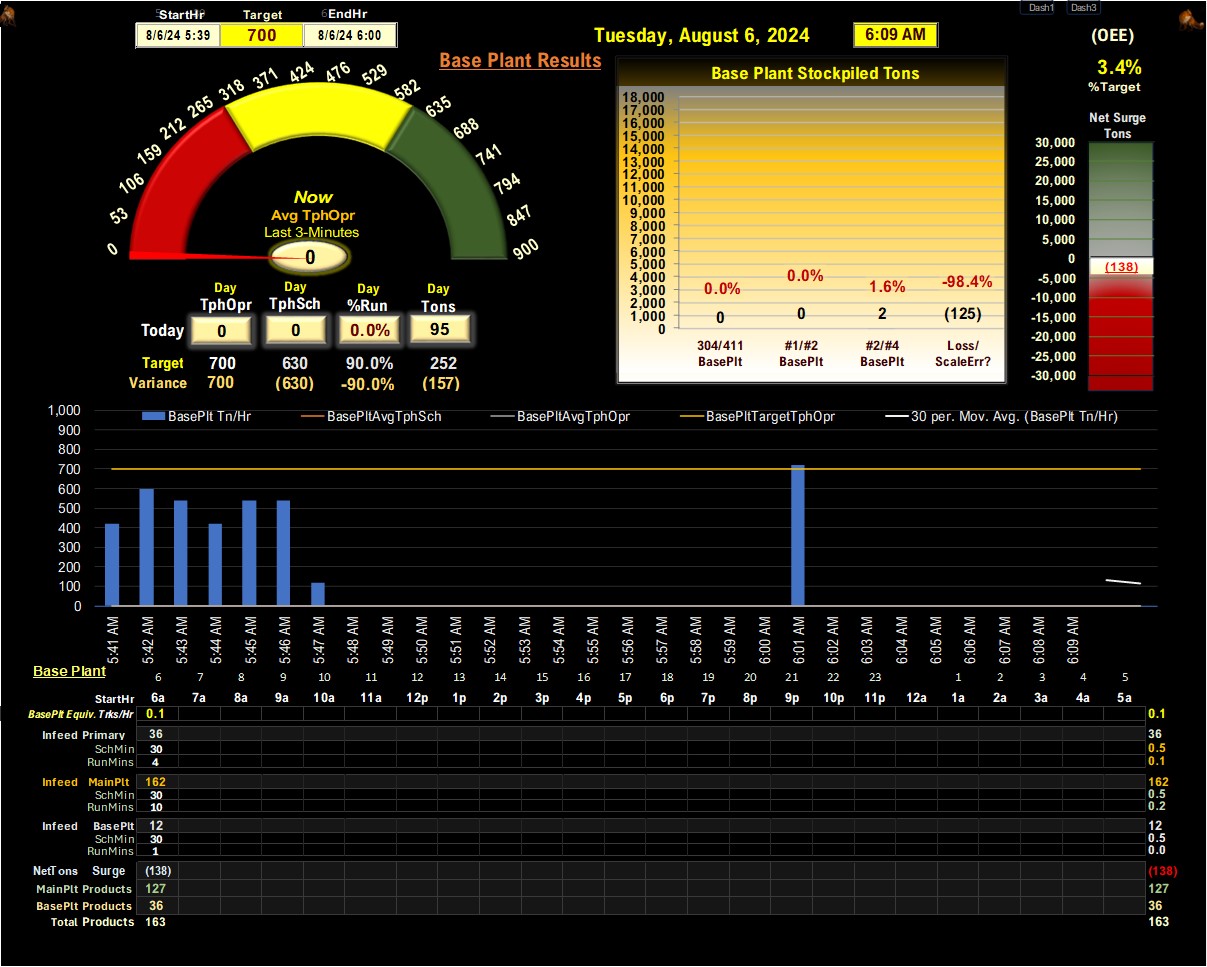 StartHr Target EndHr
8/6/24 5:39 700 8/6/24 6:00
Dash1 Dash3
Tuesday, August 6, 2024 6:09 AM
(OEE)
3.4%
%Target
Base Plant Results
0 53 106 159 212 265 318 371 424 476 529 582 635 688 741 794 847 900
Now
Avg TphOpr
Last 3-Minutes
0
Day Day Day Day
TphOpr TphSch %Run Tons
Today 0 0 0.0% 95
Target 700 630 90.0% 252
Variance 700 (630) -90.0% (157)
Base Plant Stockpiled Tons
18,000
17,000
16,000
15,000
14,000
13,000
12,000
11,000
10,000
9,000
8,000
7,000
6,000
5,000
4,000
3,000
2,000
1,000
0
0.0% 0.0% 1.6% -98.4%
0 0 2 (125)
304/411 #1/#2 #2/#4 Loss/
BasePlt BasePlt BasePlt ScaleErr?
Net Surge
Tons
30,000
25,000
20,000
15,000
10,000
5,000
0
(138)
-5,000
-10,000
-15,000
-20,000
-25,000
-30,000
BasePlt Tn/Hr BasePltAvgTphSch BasePltAvgTphOpr BasePltTargetTphOpr 30 per. Mov. Avg. (BasePlt Tn/Hr)
1,000
900
800
700
600
500
400
300
200
100
0
5:41 AM 5:42 AM 5:43 AM 5:44 AM 5:45 AM 5:46 AM 5:47 AM 5:48 AM 5:49 AM 5:50 AM 5:51 AM 5:52 AM 5:53 AM 5:54 AM 5:55 AM 5:56 AM 5:57 AM 5:58 AM 5:59 AM 6:00 AM 6:01 AM 6:02 AM 6:03 AM 6:04 AM 6:05 AM 6:06 AM 6:07 AM 6:08 AM 6:09 AM
Base Plant
6 7 8 9 10 11 12 13 14 15 16 17 18 19 20 21 22 23 1 2 3 4 5
StartHr 6a 7a 8a 9a 10a 11a 12p 1p 2p 3p 4p 5p 6p 7p 8p 9p 10p 11p 12a 1a 2a 3a 4a 5a
BasePlt Equiv. Trks/Hr 0.1 0.1
Infeed Primary 36 36
SchMin 30 0.5
RunMins 4 0.1
Infeed MainPlt 162 162
SchMin 30 0.5
RunMins 10 0.2
Infeed BasePlt 12 12
SchMin 30 0.5
RunMins 1 0.0
NetTons Surge (138) (138)
MainPlt Products 127 127
BasePlt Products 36 36
Total Products 163 163